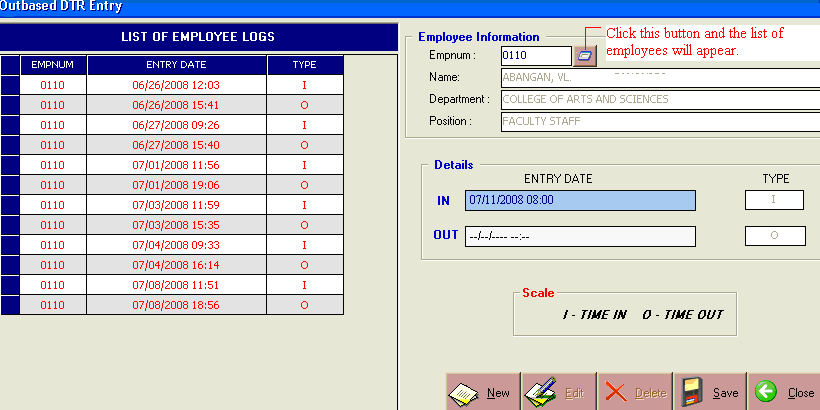 Outbased DTR Entry
LIST OF EMPLOYEE LOGS
EMPNUM ENTRY DATE TYPE
0110 06/26/2008 12:03 I
0110 06/26/2008 15:41 O
0110 06/27/2008 09:26 I
0110 06/27/2008 15:40 O
0110 07/01/2008 11:56 I
0110 07/01/2008 19:06 O
0110 07/03/2008 11:59 I
0110 07/03/2008 15:35 O
0110 07/04/2008 09:33 I
0110 07/04/2008 16:14 O
0110 07/08/2008 11:51 I
0110 07/08/2008 18:56 O
Employee Information
Empnum : 0110
Click this button and the list of
employees will appear.
Name: ABANGAN, VL.
Department : COLLEGE OF ARTS AND SCIENCES
Position : FACULTY STAFF
Details
ENTRY DATE TYPE
IN 07/11/2008 08:00 I
OUT --/--/---- --:-- O
Scale
I - TIME IN O - TIME OUT
New Edit Delete Save Close